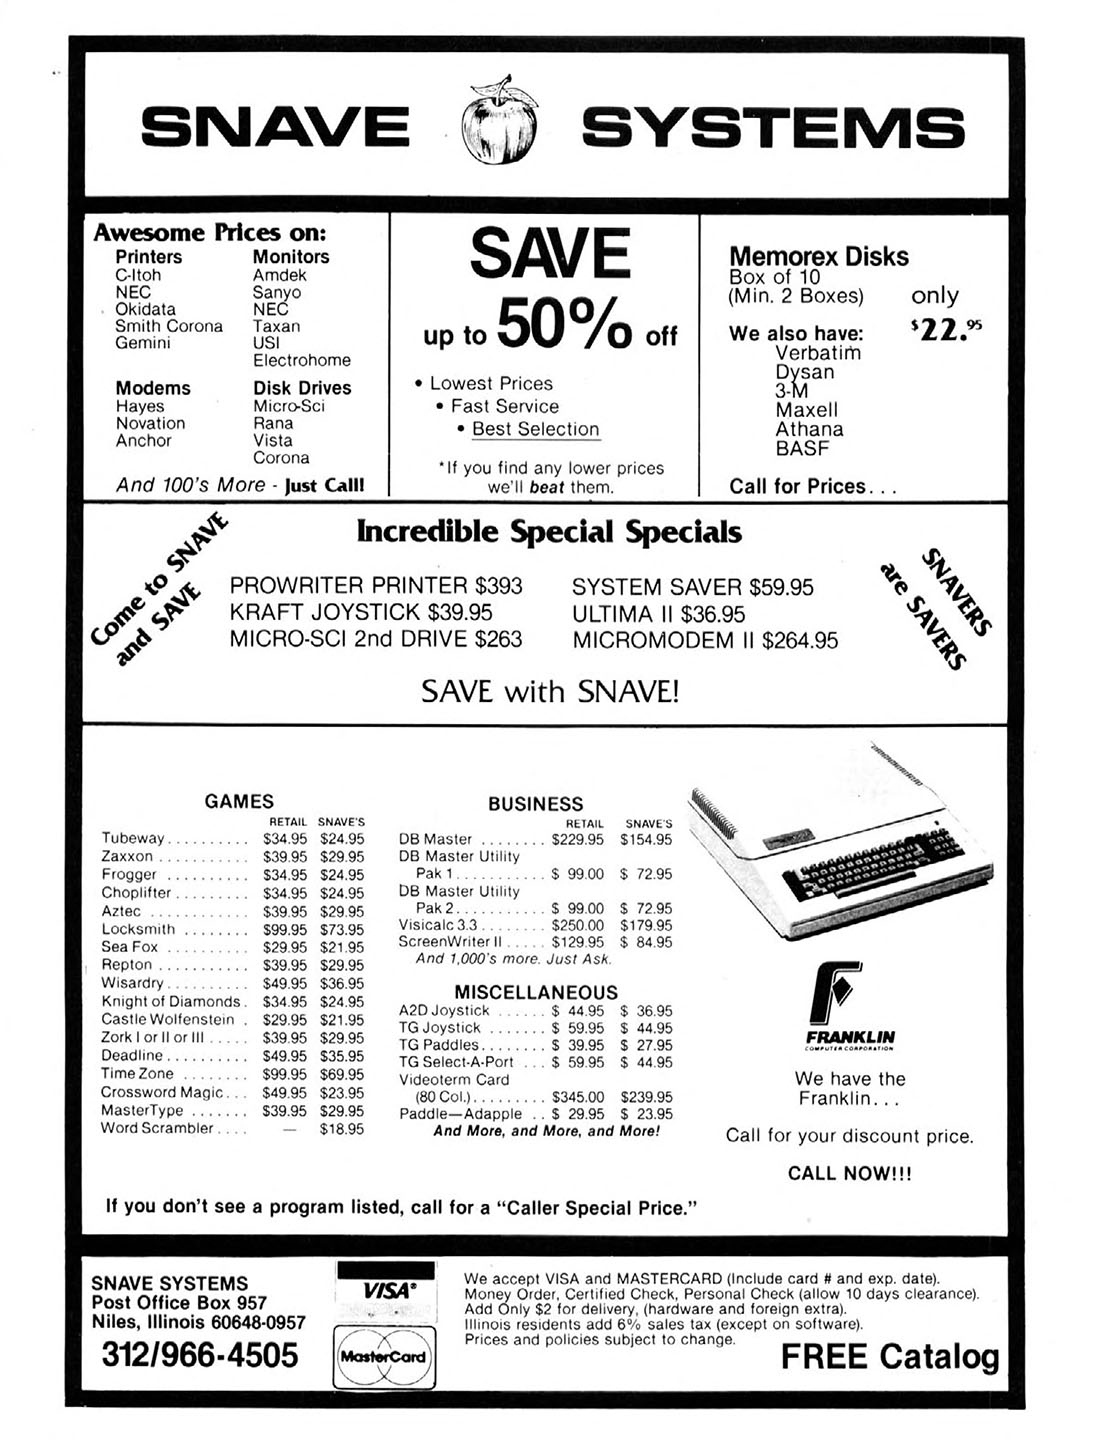 SNAVE SYSTEMS
Awesome Prices on:
Printers
C-Itoh
NEC
Okidata
Smith Corona
Gemini
Monitors
Amdek
Sanyo
NEC
Taxan
USI
Electrohome
Modems
Hayes
Novation
Anchor
Disk Drives
Micro-Sci
Rana
Vista
Corona
And 100's More - Just Call!
SAVE
up to 50% off
• Lowest Prices
• Fast Service
• Best Selection
*If you find any lower prices
we'll beat them.
Memorex Disks
Box of 10
(Min. 2 Boxes) only
$22.95
We also have:
Verbatim
Dysan
3-M
Maxell
Athana
BASF
Call for Prices. . .
Incredible Special Specials
Come to SNAVE
and SAVE
PROWRITER PRINTER $393
KRAFT JOYSTICK $39.95
MICRO-SCI 2nd DRIVE $263
SYSTEM SAVER $59.95
ULTIMA II $36.95
MICROMODEM II $264.95
SNAVERS
are SAVERS
SAVE with SNAVE!
GAMES
RETAIL SNAVE'S
Tubeway . . . . . . . . . . $34.95 $24.95
Zaxxon . . . . . . . . . . . $39.95 $29.95
Frogger . . . . . . . . . . $34.95 $24.95
Choplifter . . . . . . . . . $34.95 $24.95
Aztec . . . . . . . . . . . . $39.95 $29.95
Locksmith . . . . . . . . $99.95 $73.95
Sea Fox . . . . . . . . . . $29.95 $21.95
Repton . . . . . . . . . . . $39.95 $29.95
Wisardry . . . . . . . . . . $49.95 $36.95
Knight of Diamonds . $34.95 $24.95
Castle Wolfenstein . $29.95 $21.95
Zork I or II or III . . . . . $39.95 $29.95
Deadline . . . . . . . . . . $49.95 $35.95
Time Zone . . . . . . . . $99.95 $69.95
Crossword Magic . . . $49.95 $23.95
MasterType . . . . . . . $39.95 $29.95
Word Scrambler . . . . — $18.95
BUSINESS
RETAIL SNAVE'S
DB Master . . . . . . . . $229.95 $154.95
DB Master Utility
Pak 1 . . . . . . . . . . . $ 99.00 $ 72.95
DB Master Utility
Pak 2 . . . . . . . . . . . $ 99.00 $ 72.95
Visicalc 3.3 . . . . . . . . $250.00 $179.95
ScreenWriter II . . . . . $129.95 $ 84.95
And 1,000's more. Just Ask.
MISCELLANEOUS
A2D Joystick . . . . . . $ 44.95 $ 36.95
TG Joystick . . . . . . . $ 59.95 $ 44.95
TG Paddles . . . . . . . . $ 39.95 $ 27.95
TG Select-A-Port . . . $ 59.95 $ 44.95
Videoterm Card
(80 Col.) . . . . . . . . . $345.00 $239.95
Paddle—Adapple . . $ 29.95 $ 23.95
And More, and More, and More!
FRANKLIN
COMPUTER CORPORATION
We have the
Franklin. . .
Call for your discount price.
CALL NOW!!!
If you don't see a program listed, call for a "Caller Special Price."
SNAVE SYSTEMS
Post Office Box 957
Niles, Illinois 60648-0957
312/966-4505
VISA®
MasterCard
We accept VISA and MASTERCARD (Include card # and exp. date).
Money Order, Certified Check, Personal Check (allow 10 days clearance).
Add Only $2 for delivery, (hardware and foreign extra).
Illinois residents add 6% sales tax (except on software).
Prices and policies subject to change.
FREE Catalog